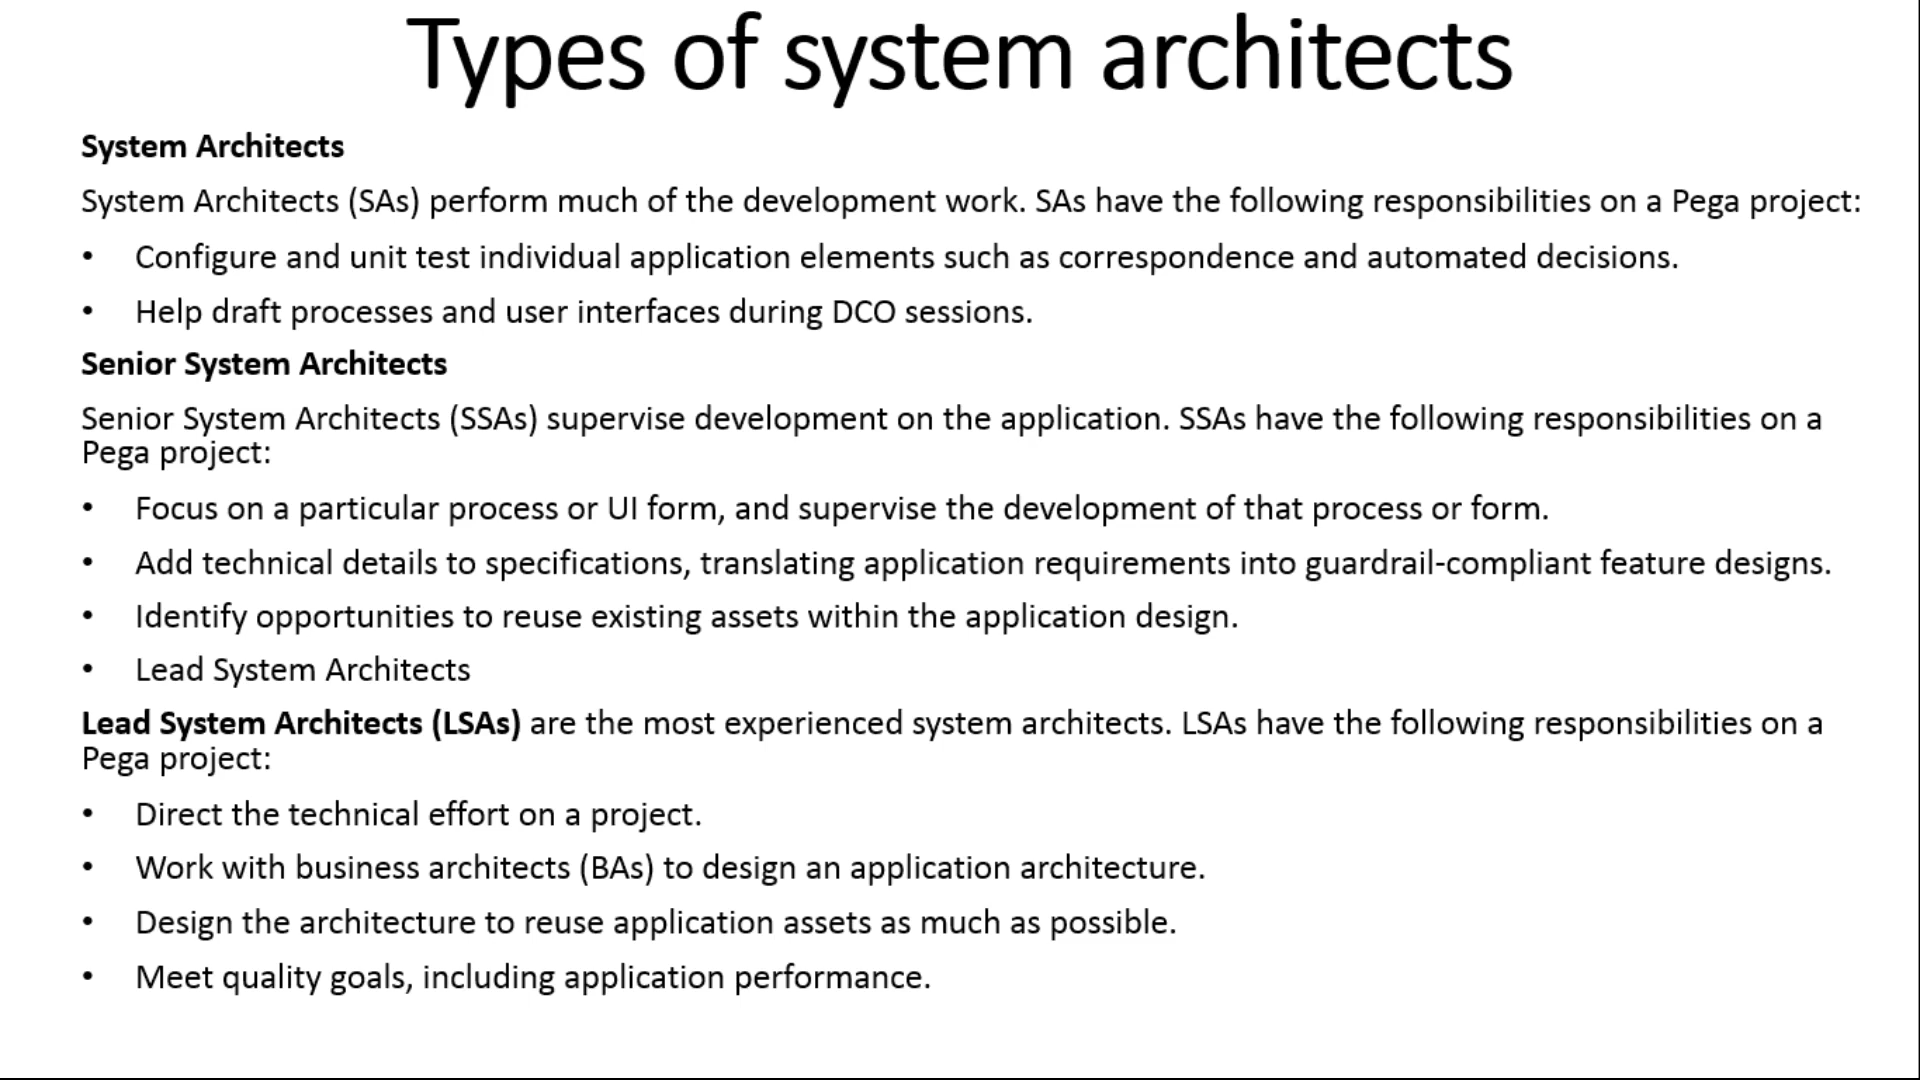 Types of system architects
System Architects
System Architects (SAs) perform much of the development work. SAs have the following responsibilities on a Pega project:
• Configure and unit test individual application elements such as correspondence and automated decisions.
• Help draft processes and user interfaces during DCO sessions.
Senior System Architects
Senior System Architects (SSAs) supervise development on the application. SSAs have the following responsibilities on a
Pega project:
• Focus on a particular process or UI form, and supervise the development of that process or form.
• Add technical details to specifications, translating application requirements into guardrail-compliant feature designs.
• Identify opportunities to reuse existing assets within the application design.
• Lead System Architects
Lead System Architects (LSAs) are the most experienced system architects. LSAs have the following responsibilities on a
Pega project:
• Direct the technical effort on a project.
• Work with business architects (BAs) to design an application architecture.
• Design the architecture to reuse application assets as much as possible.
• Meet quality goals, including application performance.